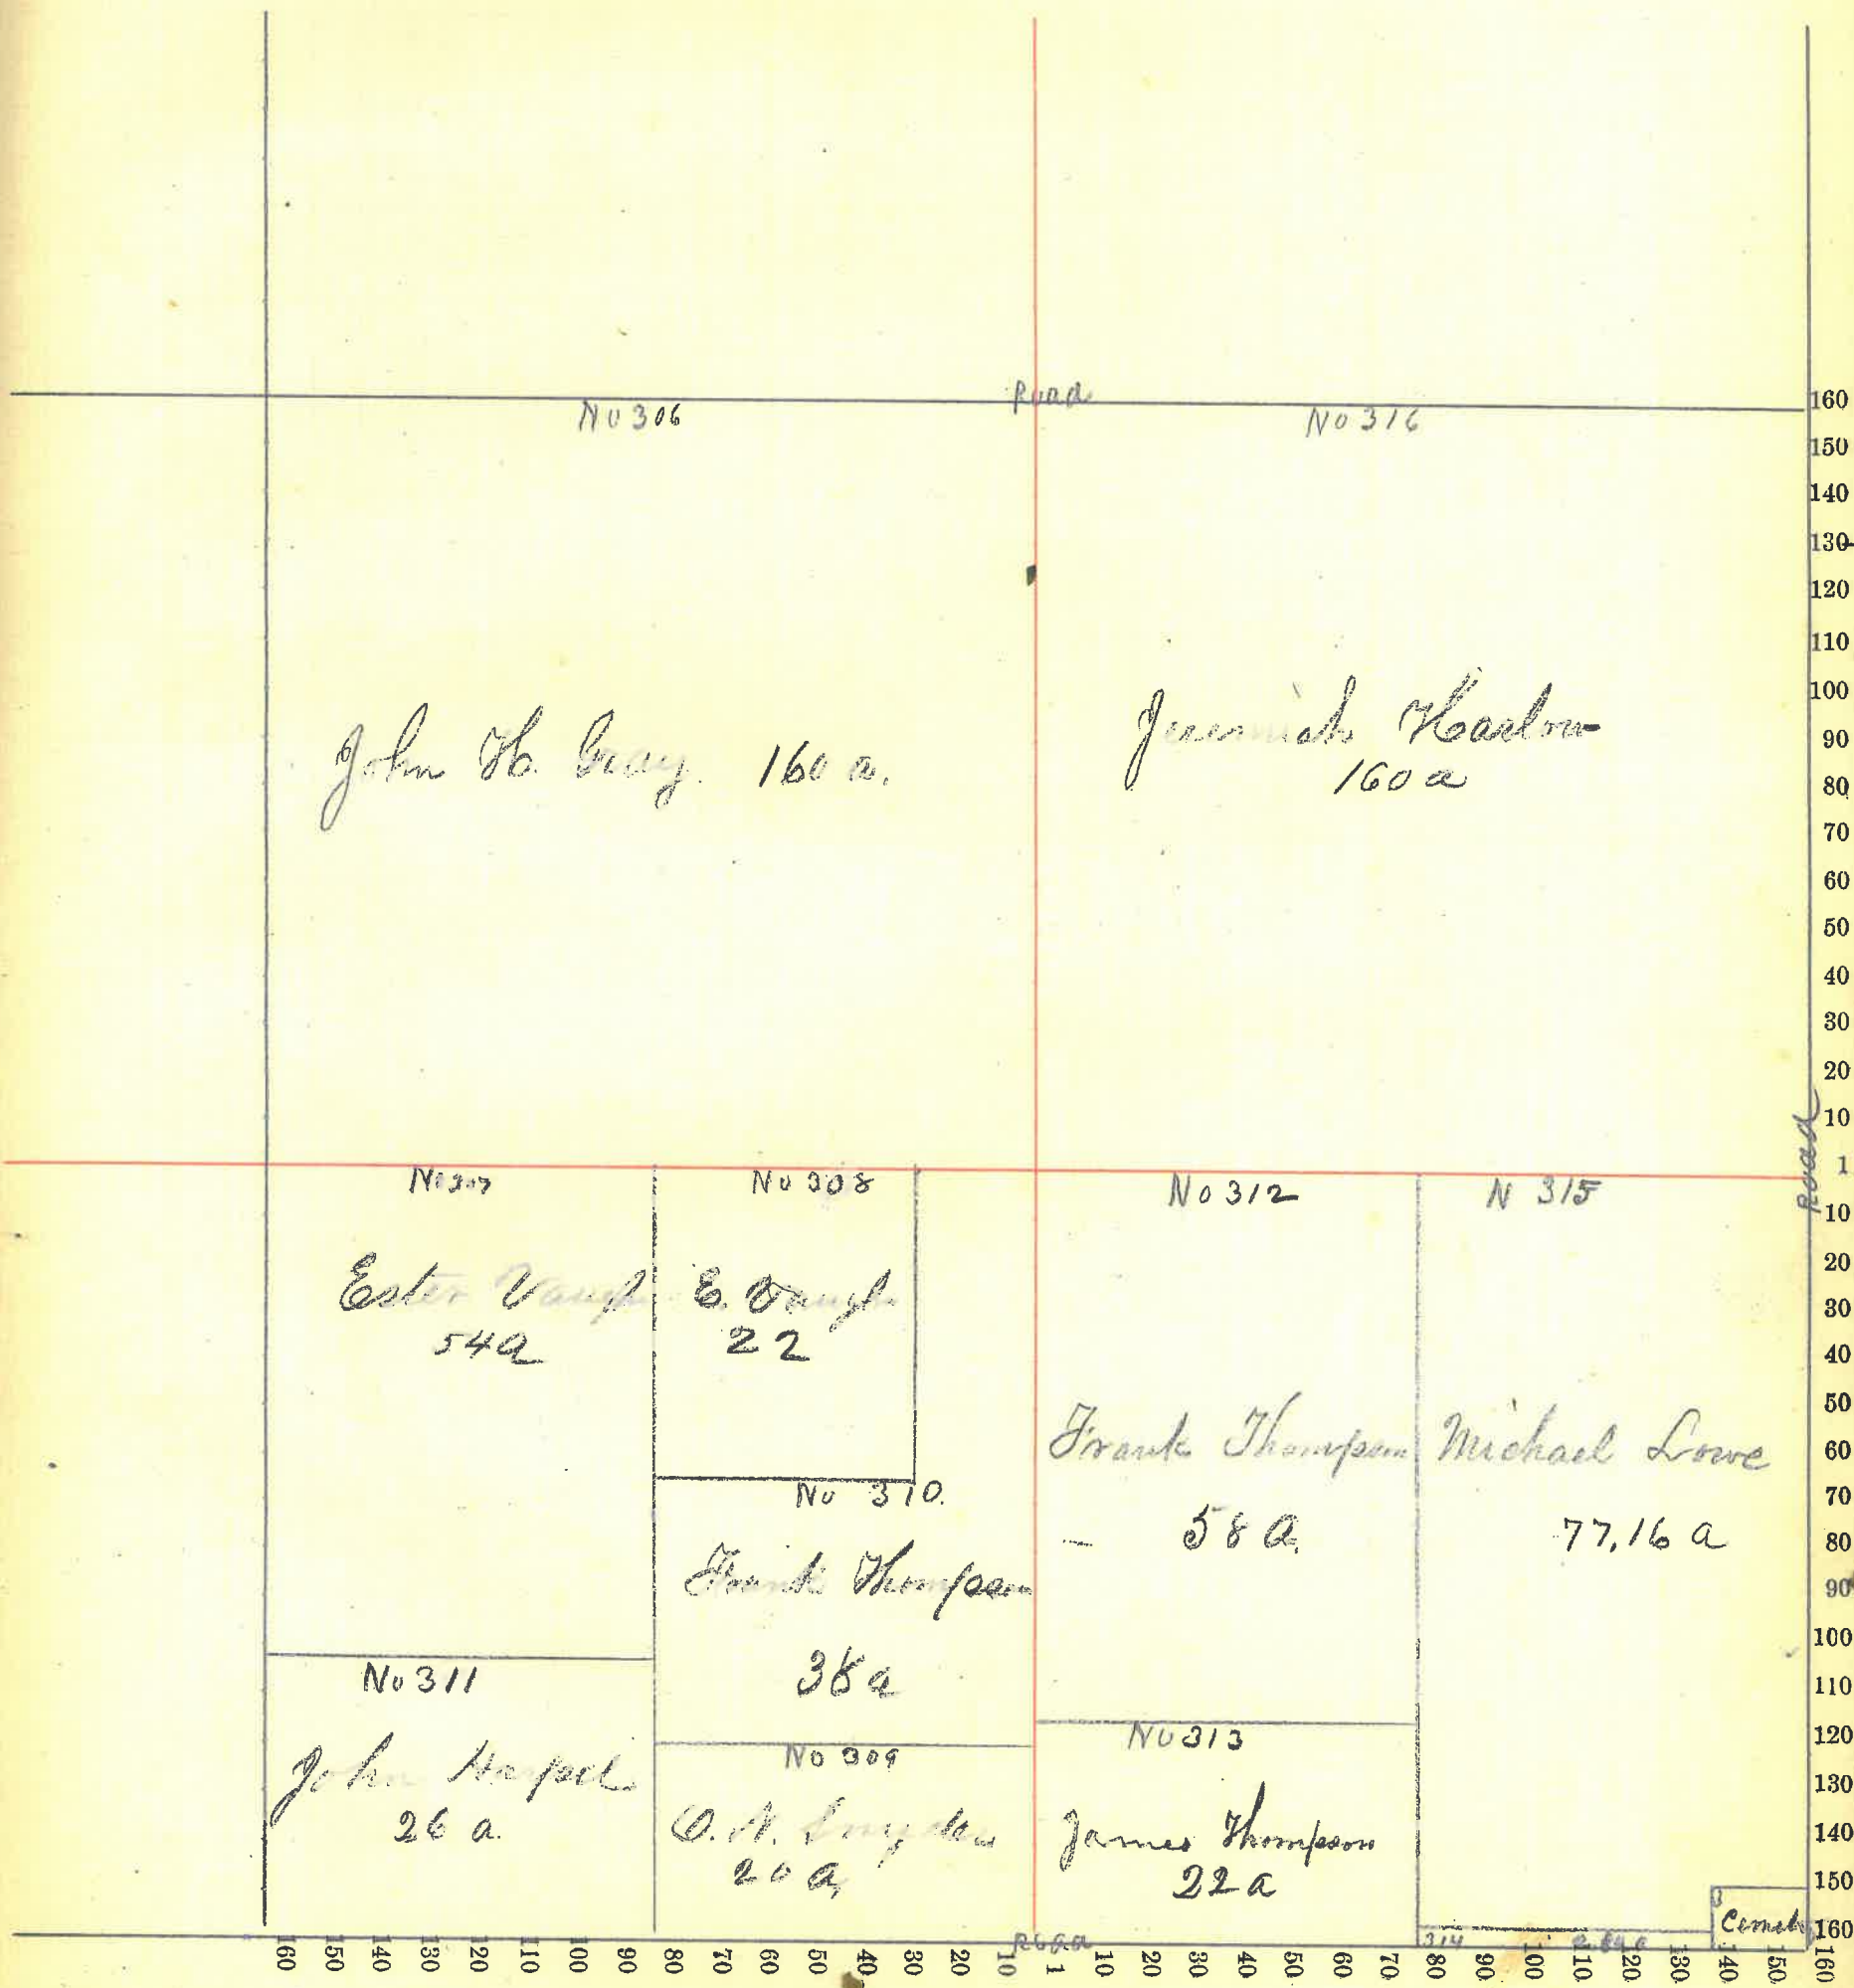 Road
No 306
No 316
John H. Gray. 160 a.
Jeremiah Harlow
160 a
160
150
140
130
120
110
100
90
80
70
60
50
40
30
20
10
1
10
20
30
40
50
60
70
80
90
100
110
120
130
140
150
160
Road
No 307
Ester Vaugh
54a
No 308
E. Vaugh
22
No 312
Frank Thompson
58 a.
N 315
Michael Lowe
77.16 a
No 310.
Frank Thompson
38 a
No 311
John
26 a.
No 309
O. N.
20 a,
No 313
James Thompson
22 a
3
Cemety
314
2.84 a
Road
160 150 140 130 120 110 100 90 80 70 60 50 40 30 20 10 1 10 20 30 40 50 60 70 80 90 100 110 120 130 140 150 160